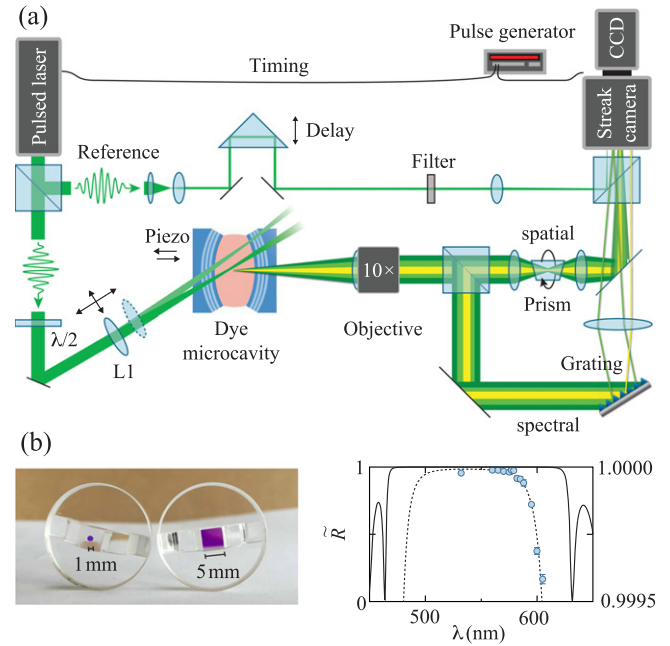 (a)
Pulse generator
CCD
Timing
Pulsed laser
Streak
camera
Reference
Delay
Filter
Piezo
spatial
10×
λ/2
L1
Dye
microcavity
Objective
Prism
Grating
spectral
(b)
1 mm
5 mm
R̃
1
0
1.0000
0.9995
500
600
λ(nm)